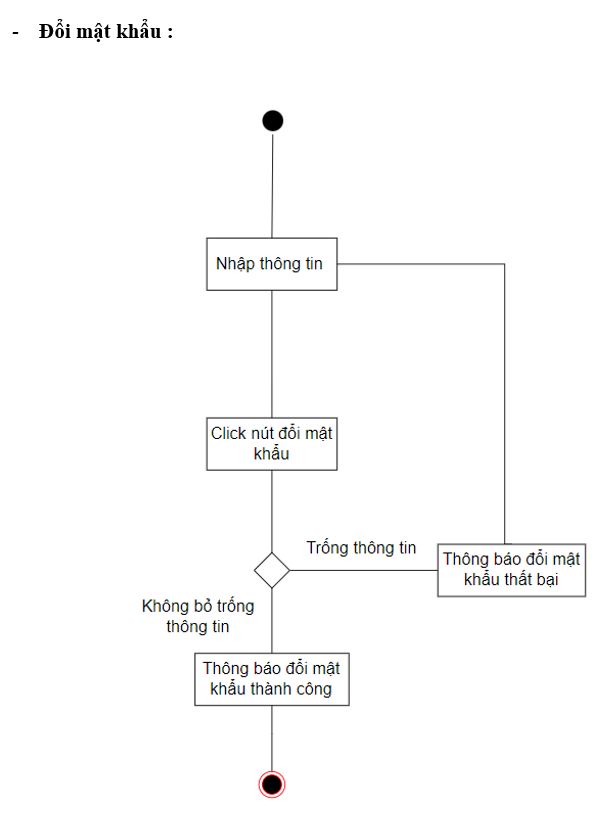 - Đổi mật khẩu :
Nhập thông tin
Click nút đổi mật
khẩu
Trống thông tin
Thông báo đổi mật
khẩu thất bại
Không bỏ trống
thông tin
Thông báo đổi mật
khẩu thành công